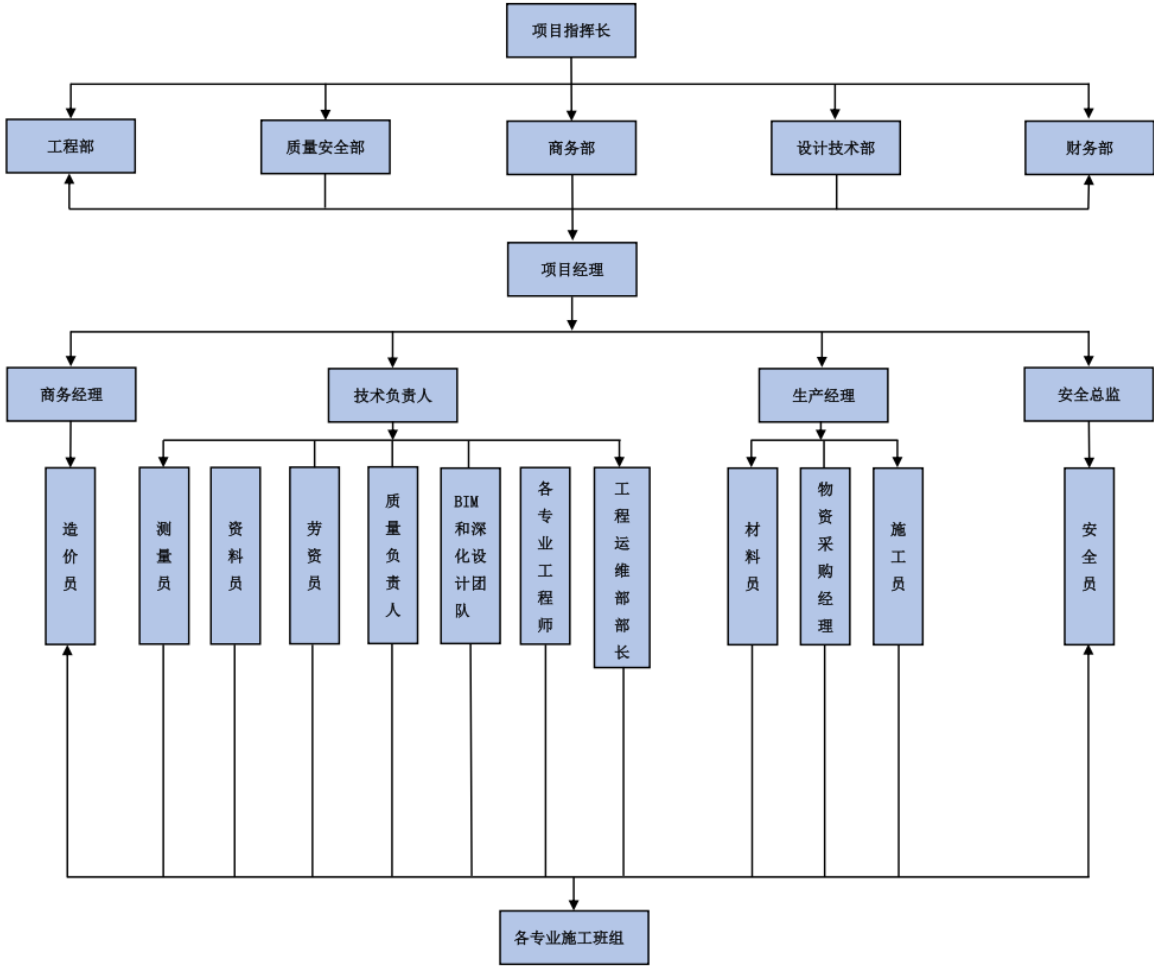 项目指挥长
工程部
质量安全部
商务部
设计技术部
财务部
项目经理
商务经理
技术负责人
生产经理
安全总监
造价员
测量员
资料员
劳资员
质量负责人
BIM
和深
化设
计团
队
各专业工程师
工程运维部部长
材料员
物资采购经理
施工员
安全员
各专业施工班组